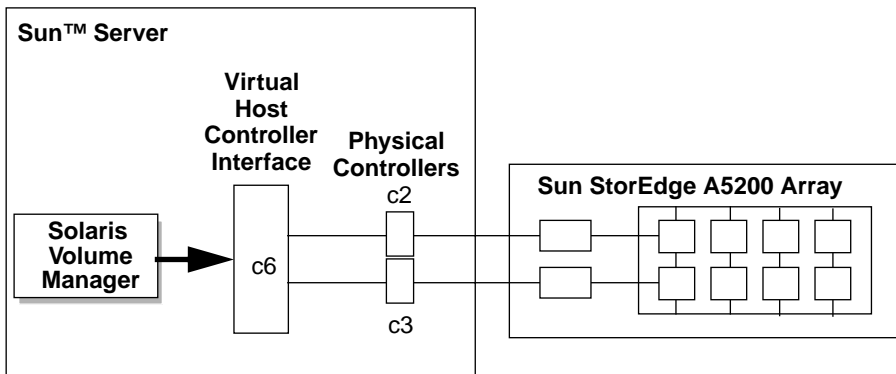 Sun™ Server
Virtual
Host
Controller
Interface
Physical
Controllers
c2
Sun StorEdge A5200 Array
Solaris
Volume
Manager
c6
c3